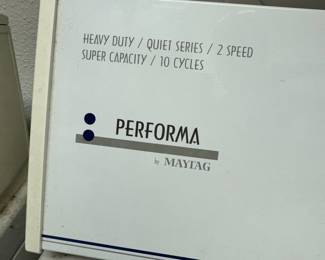 HEAVY DUTY / QUIET SERIES / 2 SPEED
SUPER CAPACITY / 10 CYCLES
PERFORMA
by MAYTAG